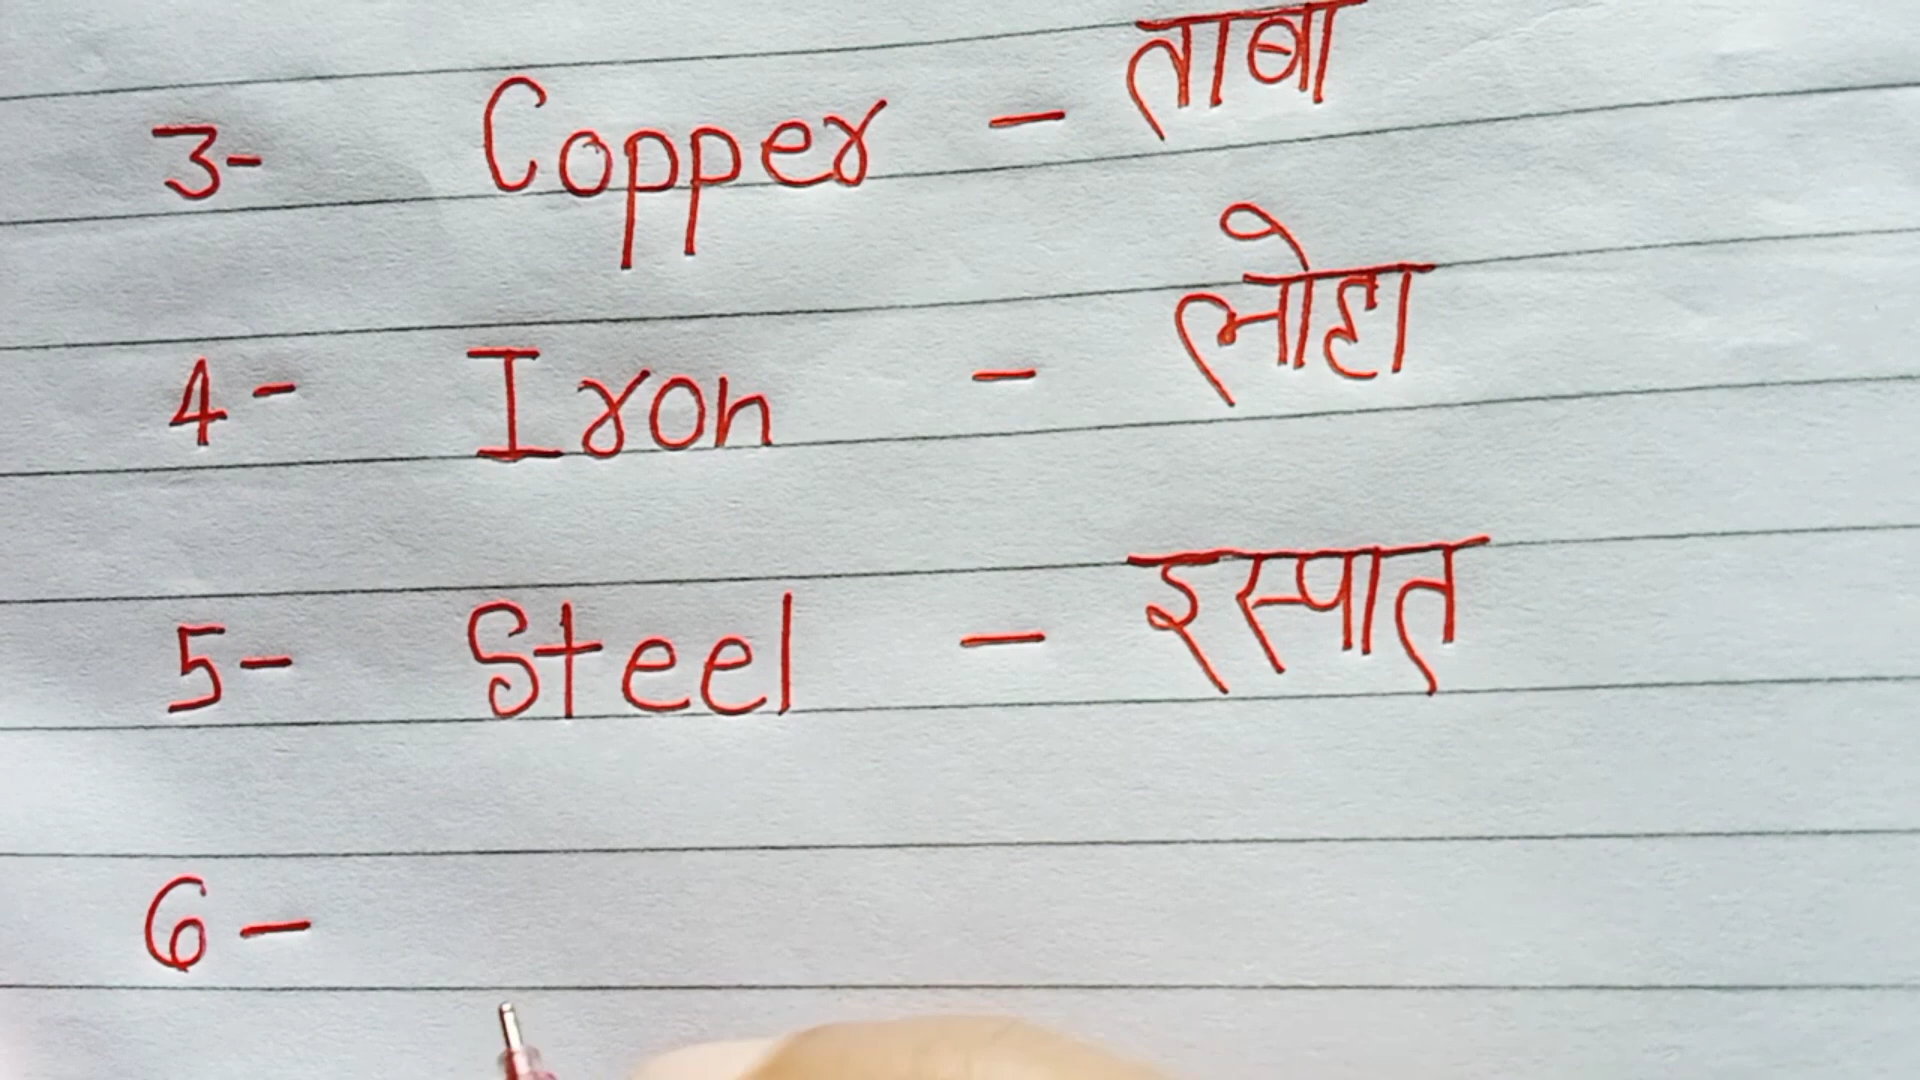 3- Copper - ताबा
4- Iron - लोहा
5- Steel - इस्पात
6-